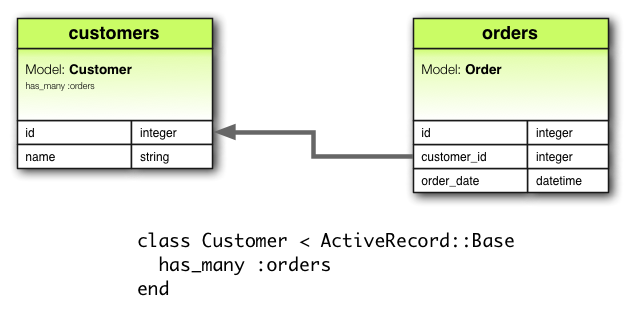 customers
Model: Customer
has_many :orders
id integer
name string
orders
Model: Order
id integer
customer_id integer
order_date datetime
class Customer < ActiveRecord::Base
  has_many :orders
end